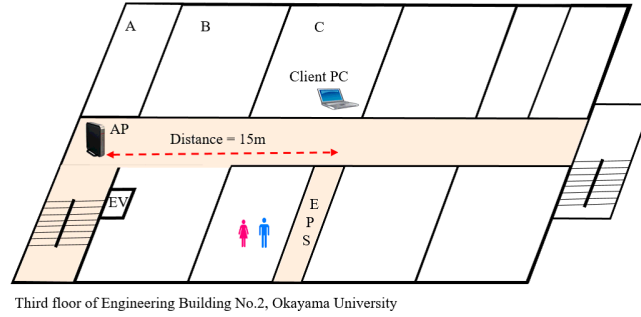 A
B
C
Client PC
AP
Distance = 15m
EV
E
P
S
Third floor of Engineering Building No.2, Okayama University